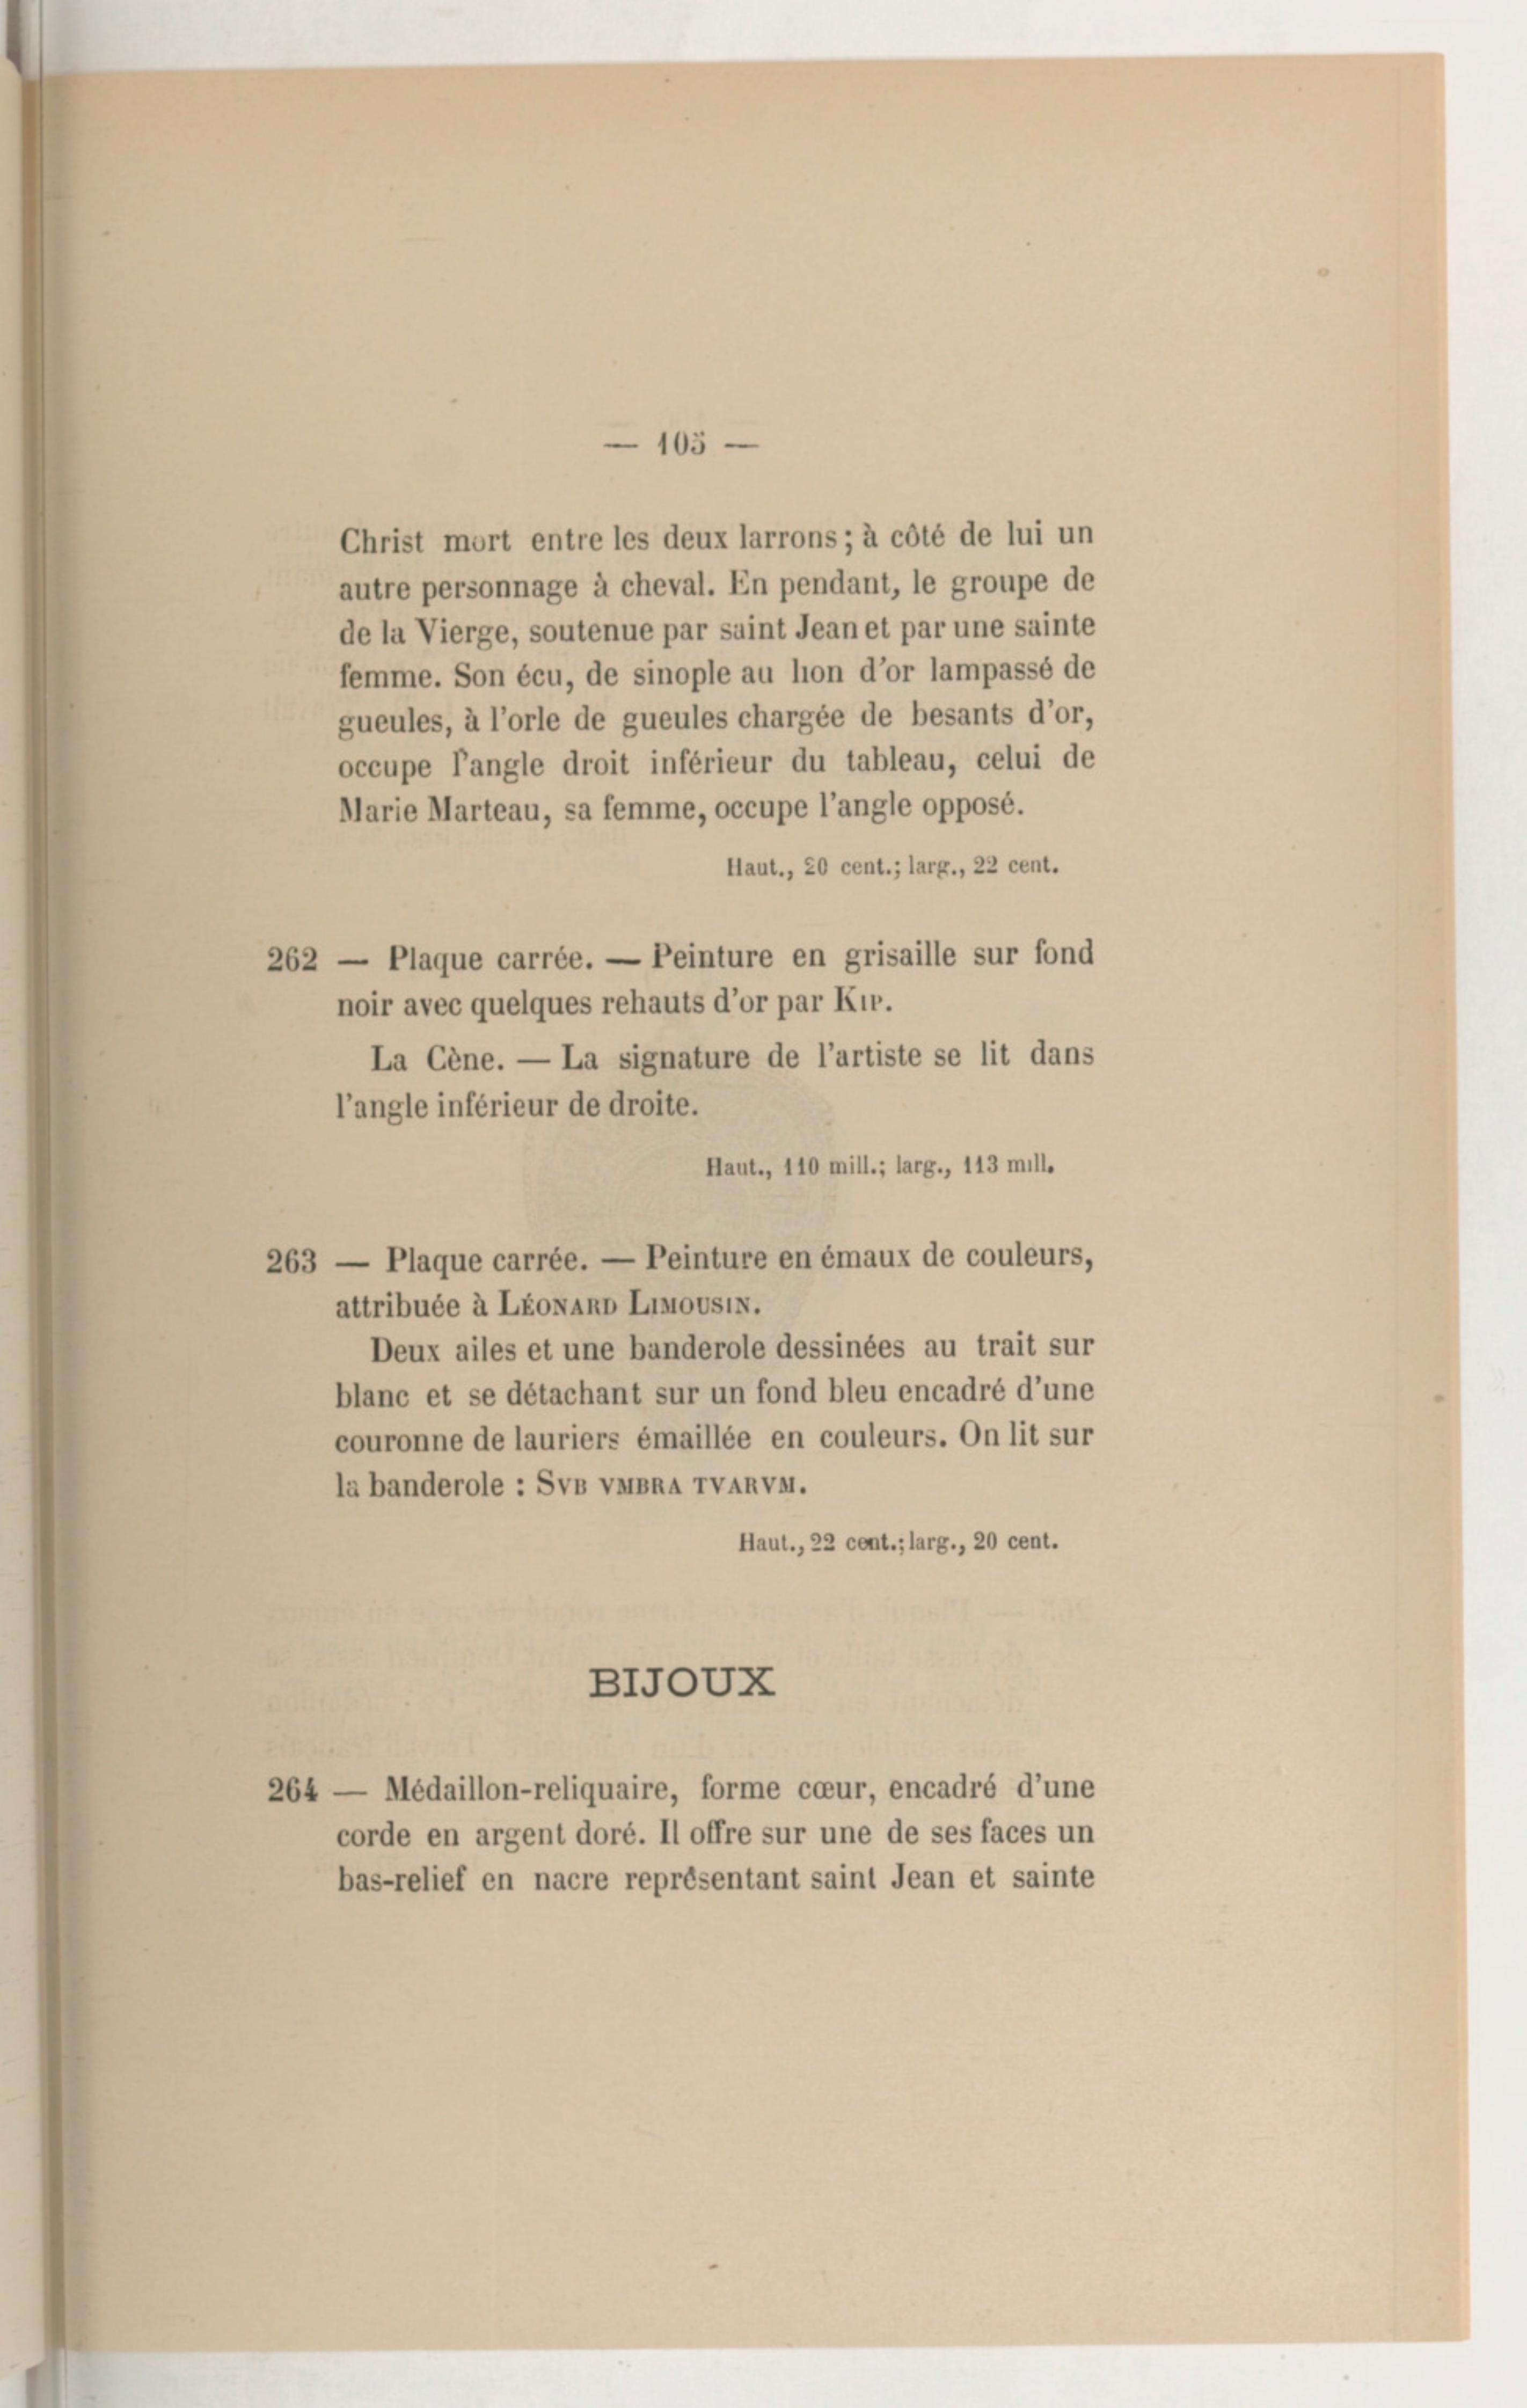 — 105 —
Christ mort entre les deux larrons; à côté de lui un
autre personnage à cheval. En pendant, le groupe de
de la Vierge, soutenue par saint Jean et par une sainte
femme. Son écu, de sinople au lion d'or lampassé de
gueules, à l'orle de gueules chargée de besants d'or,
occupe l'angle droit inférieur du tableau, celui de
Marie Marteau, sa femme, occupe l'angle opposé.
Haut., 20 cent.; larg., 22 cent.
262 — Plaque carrée. — Peinture en grisaille sur fond
noir avec quelques rehauts d'or par KIP.
La Cène. — La signature de l'artiste se lit dans
l'angle inférieur de droite.
Haut., 110 mill.; larg., 113 mill.
263 — Plaque carrée. — Peinture en émaux de couleurs,
attribuée à LÉONARD LIMOUSIN.
Deux ailes et une banderole dessinées au trait sur
blanc et se détachant sur un fond bleu encadré d'une
couronne de lauriers émaillée en couleurs. On lit sur
la banderole : SVB VMBRA TVARVM.
Haut., 22 cent.; larg., 20 cent.
BIJOUX
264 — Médaillon-reliquaire, forme cœur, encadré d'une
corde en argent doré. Il offre sur une de ses faces un
bas-relief en nacre représentant saint Jean et sainte